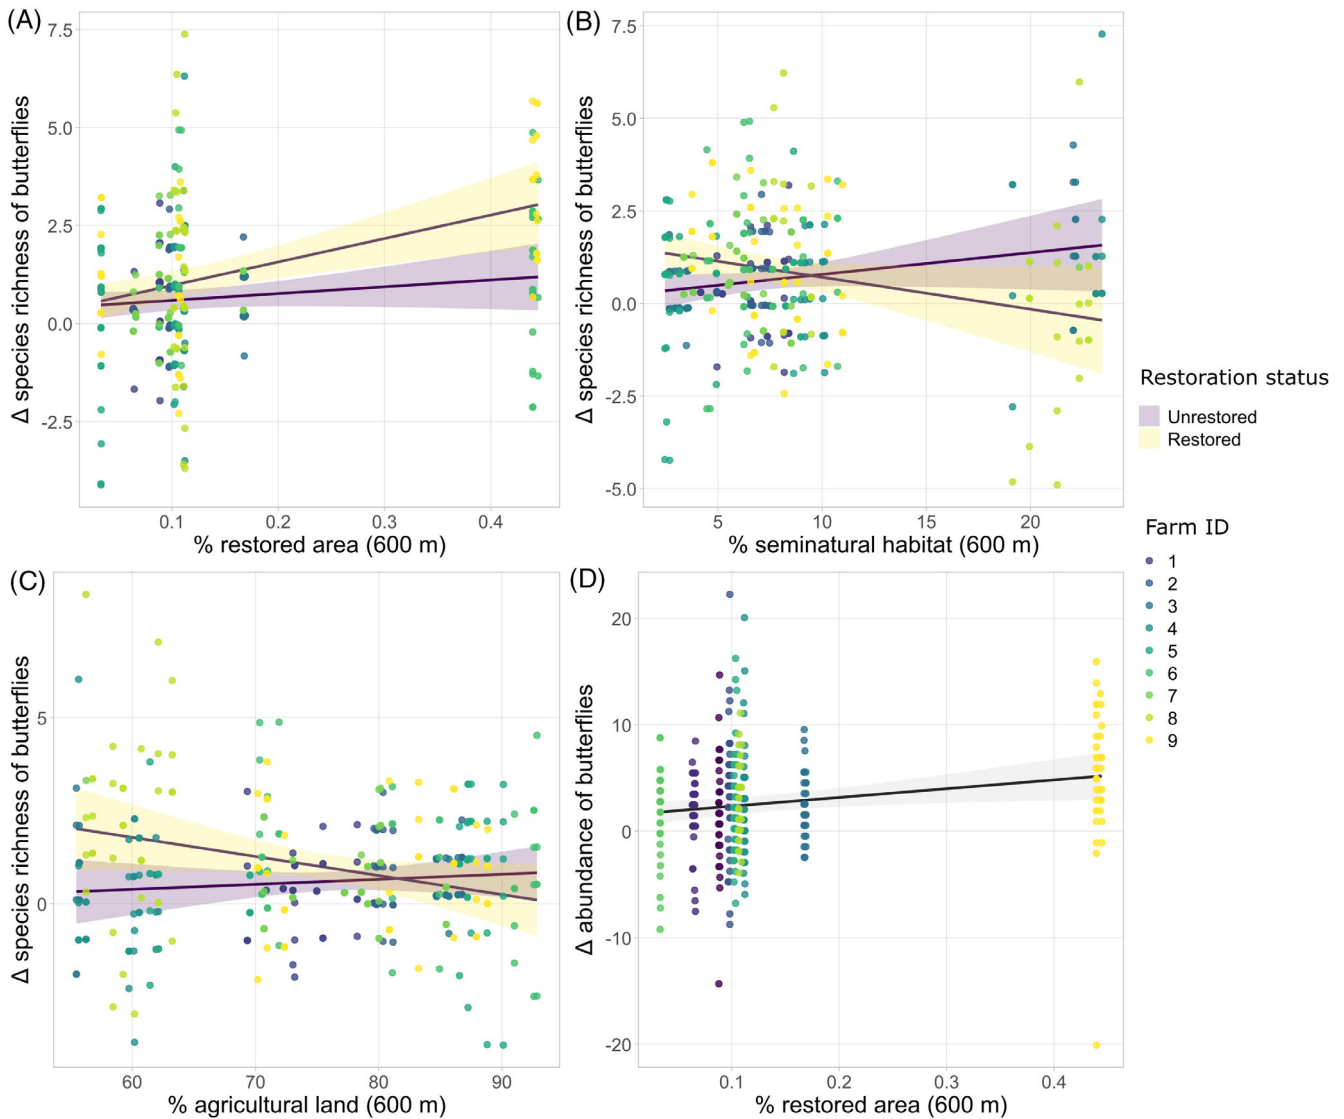 (A)
7.5
5.0
2.5
0.0
-2.5
Δ species richness of butterflies
0.1
0.2
0.3
0.4
% restored area (600 m)
(B)
7.5
5.0
2.5
0.0
-2.5
-5.0
Δ species richness of butterflies
5
10
15
20
% seminatural habitat (600 m)
(C)
5
0
Δ species richness of butterflies
60
70
80
90
% agricultural land (600 m)
(D)
20
10
0
-10
-20
Δ abundance of butterflies
0.1
0.2
0.3
0.4
% restored area (600 m)
Restoration status
Unrestored
Restored
Farm ID
1
2
3
4
5
6
7
8
9